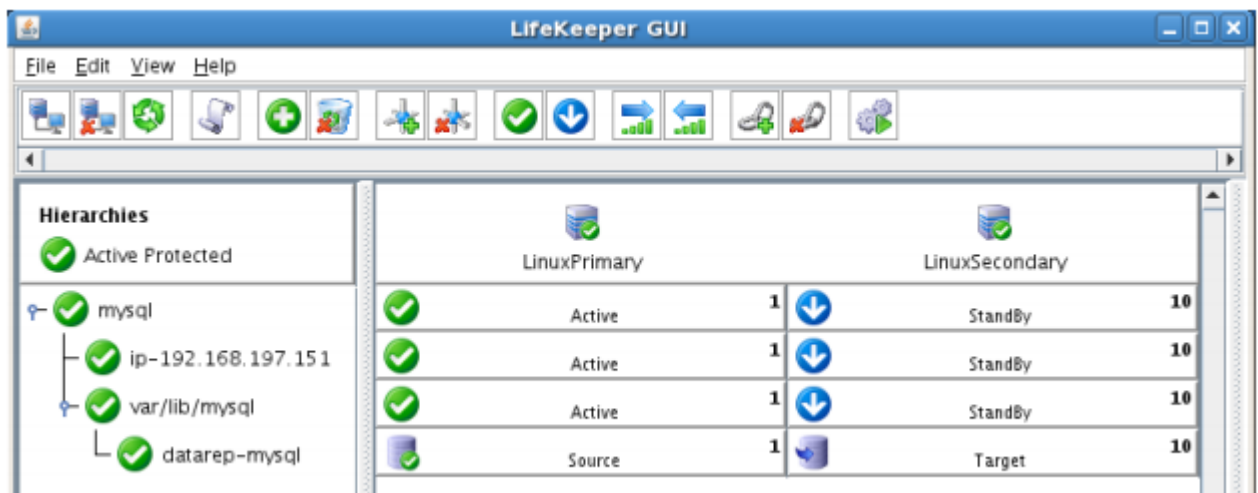 LifeKeeper GUI
File Edit View Help
Hierarchies
Active Protected
LinuxPrimary LinuxSecondary
mysql Active 1 StandBy 10
ip-192.168.197.151 Active 1 StandBy 10
var/lib/mysql Active 1 StandBy 10
datarep-mysql Source 1 Target 10